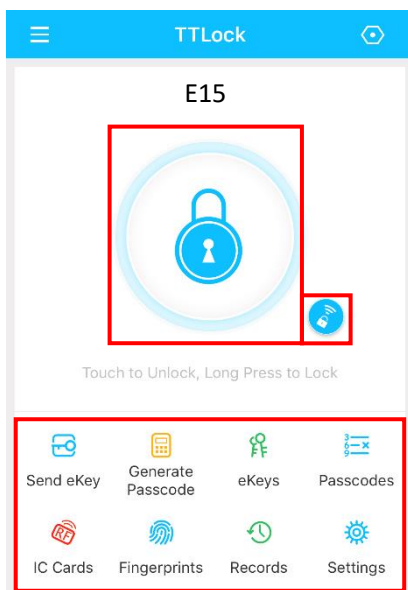 TTLock
E15
Touch to Unlock, Long Press to Lock
Send eKey
Generate
Passcode
eKeys
Passcodes
RF
IC Cards
Fingerprints
Records
Settings